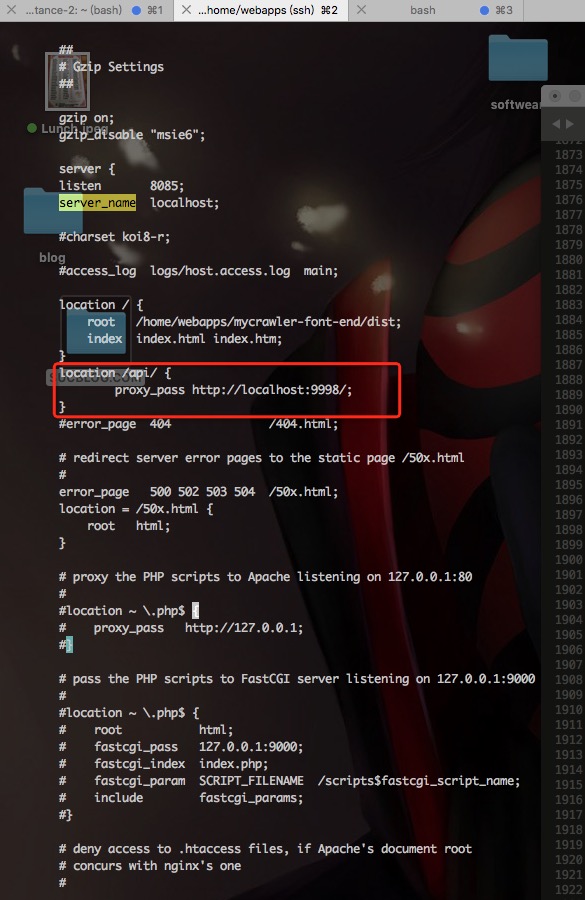 ...tance-2: ~ (bash) ⌘1
...home/webapps (ssh) ⌘2
bash ⌘3
##
# Gzip Settings
##
gzip on;
Lunch.jpeg
gzip_disable "msie6";
softwear
server {
listen 8085;
server_name localhost;
#charset koi8-r;
blog
#access_log logs/host.access.log main;
location / {
root /home/webapps/mycrawler-font-end/dist;
index index.html index.htm;
}
location /api/ {
proxy_pass http://localhost:9998/;
}
#error_page 404 /404.html;
# redirect server error pages to the static page /50x.html
#
error_page 500 502 503 504 /50x.html;
location = /50x.html {
root html;
}
# proxy the PHP scripts to Apache listening on 127.0.0.1:80
#
#location ~ \.php$ {
# proxy_pass http://127.0.0.1;
#}
# pass the PHP scripts to FastCGI server listening on 127.0.0.1:9000
#
#location ~ \.php$ {
# root html;
# fastcgi_pass 127.0.0.1:9000;
# fastcgi_index index.php;
# fastcgi_param SCRIPT_FILENAME /scripts$fastcgi_script_name;
# include fastcgi_params;
#}
# deny access to .htaccess files, if Apache's document root
# concurs with nginx's one
#
1872
1873
1874
1875
1876
1877
1878
1879
1880
1881
1882
1883
1884
1885
1886
1887
1888
1889
1890
1891
1892
1893
1894
1895
1896
1897
1898
1899
1900
1901
1902
1903
1904
1905
1906
1907
1908
1909
1910
1911
1912
1913
1914
1915
1916
1917
1918
1919
1920
1921
1922